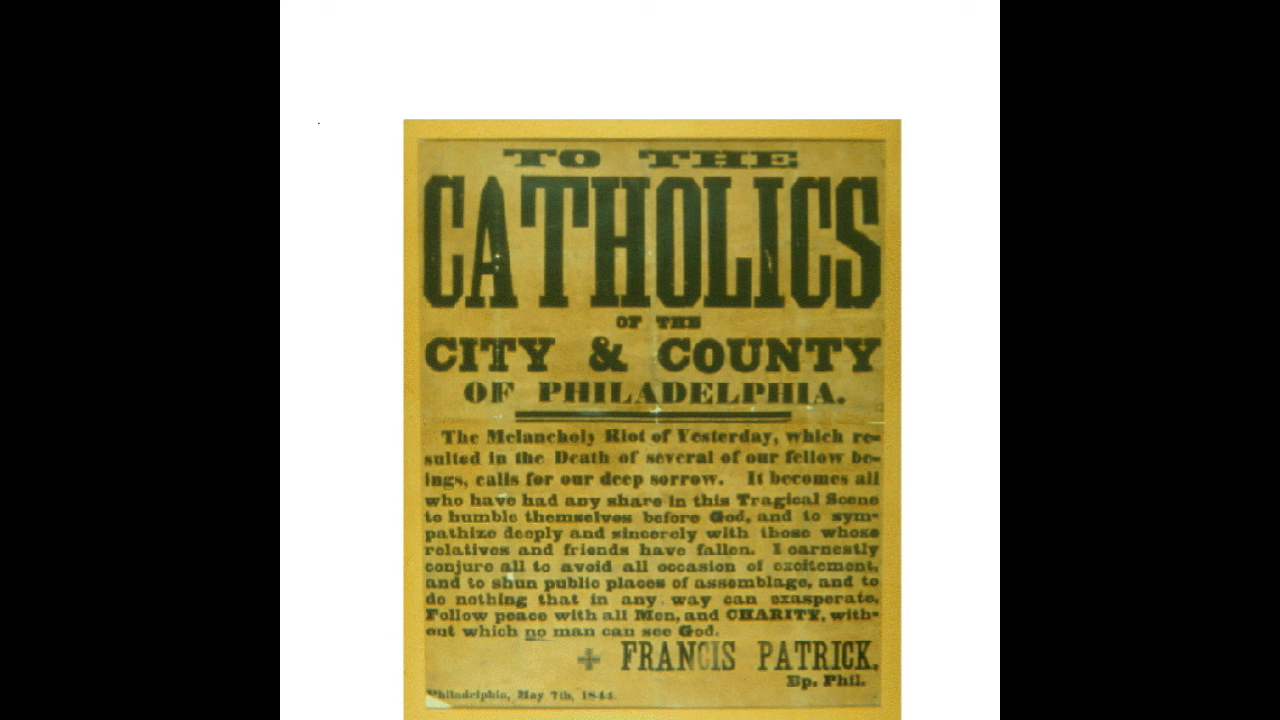 TO THE
CATHOLICS
OF THE
CITY & COUNTY
OF PHILADELPHIA.
The Melancholy Riot of Yesterday, which re-
sulted in the Death of several of our fellow be-
ings, calls for our deep sorrow. It becomes all
who have had any share in this Tragical Scene
to humble themselves before God, and to sym-
pathize deeply and sincerely with those whose
relatives and friends have fallen. I earnestly
conjure all to avoid all occasion of excitement,
and to shun public places of assemblage, and to
do nothing that in any way can exasperate.
Follow peace with all Men, and CHARITY, with-
out which no man can see God.
+ FRANCIS PATRICK,
Bp. Phil.
Philadelphia, May 7th, 1844.